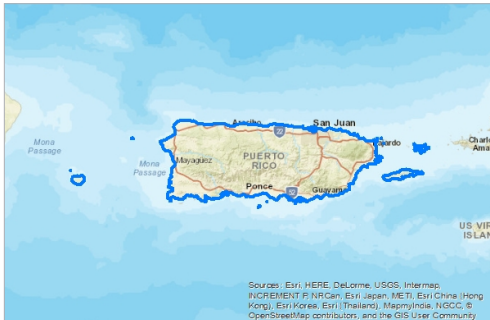 Arecibo
San Juan
Mona
Passage
Mona
Passage
Mayagüez
PUERTO
RICO
Fajardo
Charl
Ama
Ponce
Guayama
US VIR
ISLAN
Sources: Esri, HERE, DeLorme, USGS, Intermap,
INCREMENT P, NRCan, Esri Japan, METI, Esri China (Hong
Kong), Esri Korea, Esri (Thailand), MapmyIndia, NGCC, ©
OpenStreetMap contributors, and the GIS User Community